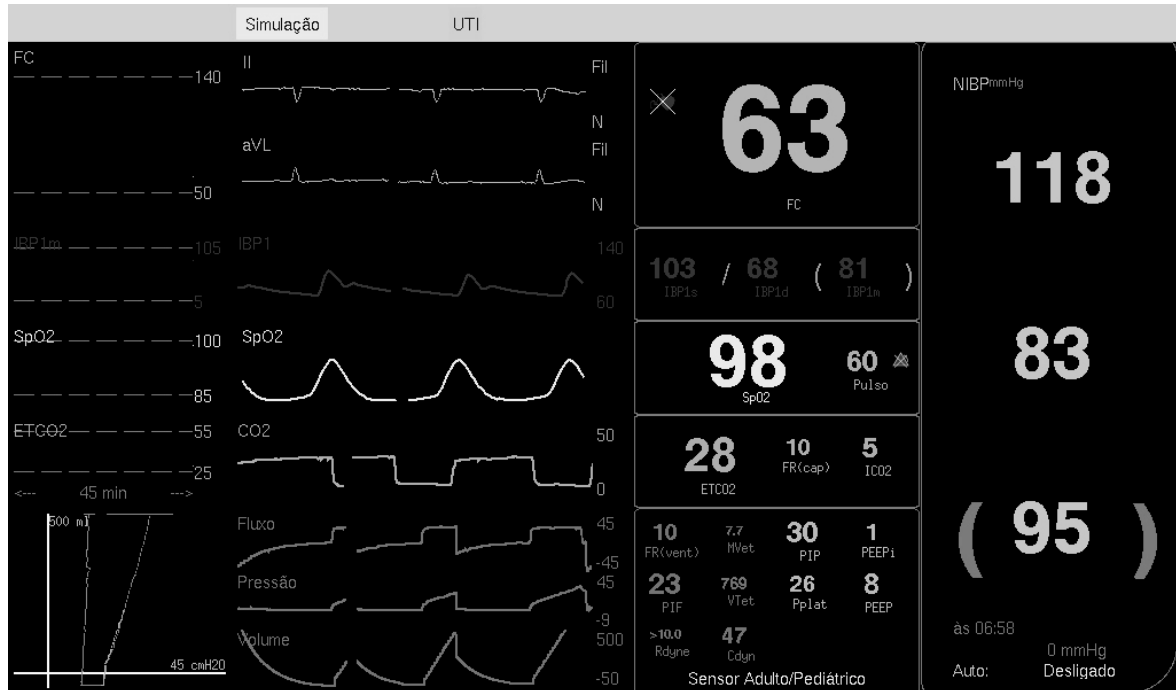 Simulação UTI
FC
140
50
IBP1m
105
5
SpO2
100
85
ETCO2
55
25
<--- 45 min --->
500 ml
45 cmH2O
II
Fil
N
aVL
Fil
N
IBP1
140
60
SpO2
CO2
50
0
Fluxo
45
-45
Pressão
45
-9
Volume
500
-50
63
FC
103 / 68 ( 81 )
IBP1s IBP1d IBP1m
98 60
SpO2 Pulso
28 10 5
ETCO2 FR(cap) ICO2
10 7.7 30 1
FR(vent) MVet PIP PEEPi
23 769 26 8
PIF VTet Pplat PEEP
>10.0 47
Rdyne Cdyn
Sensor Adulto/Pediátrico
NIBP mmHg
118
83
( 95 )
às 06:58
0 mmHg
Auto: Desligado